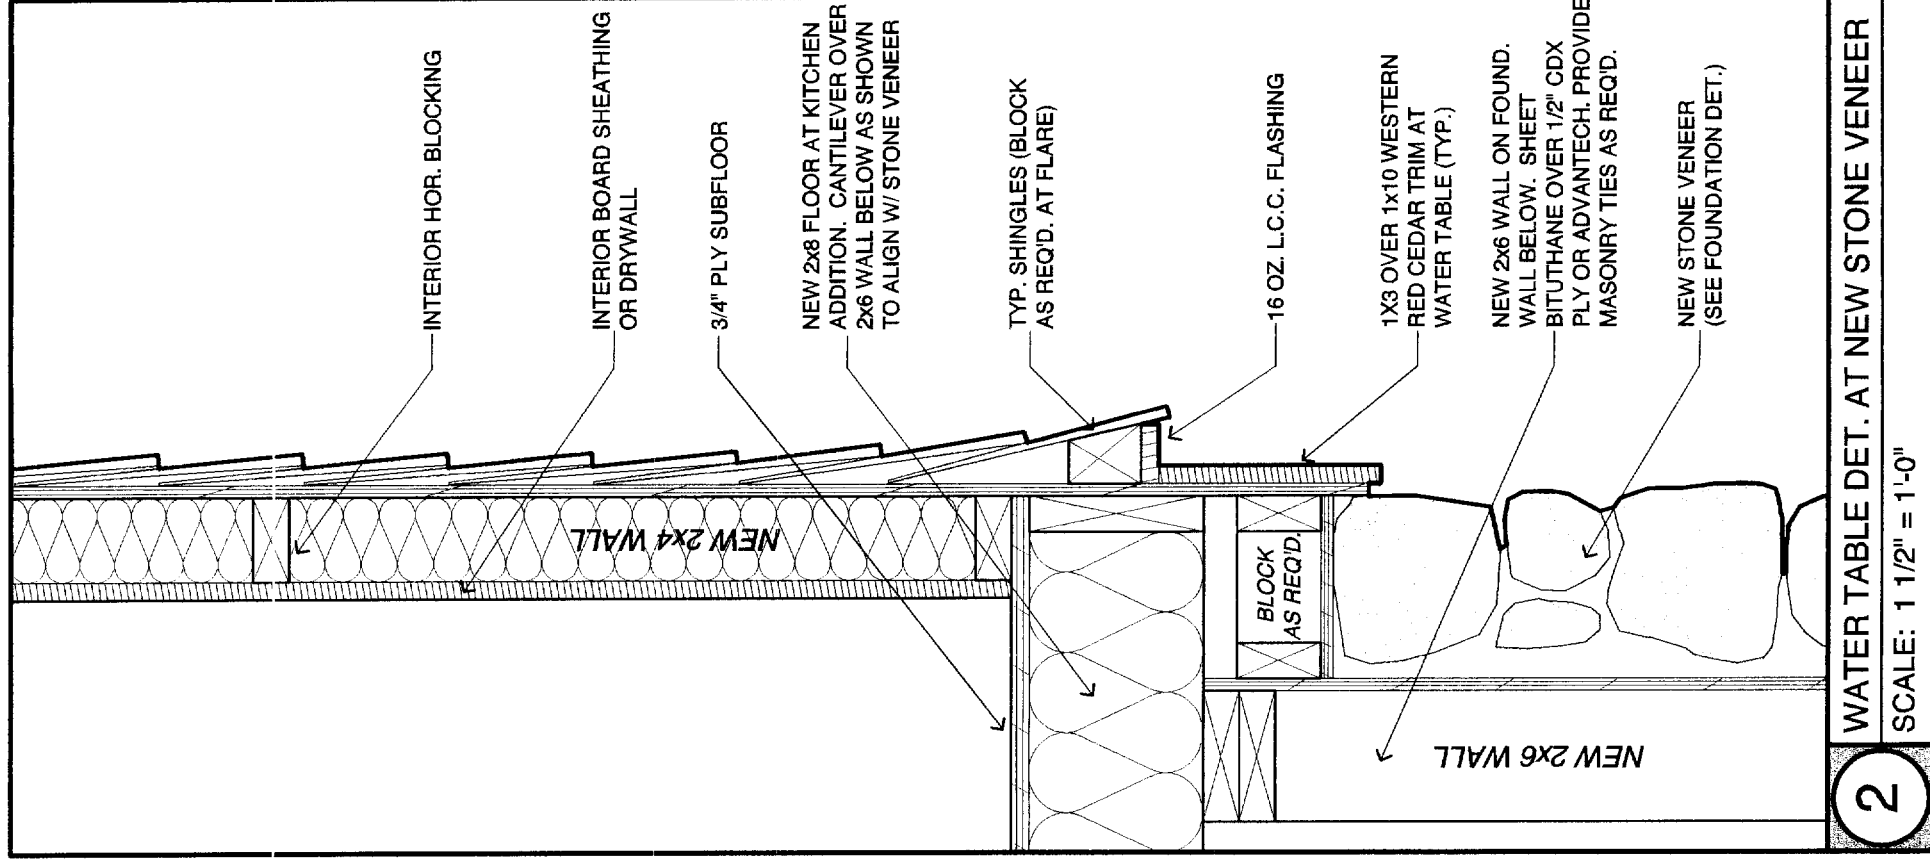 INTERIOR HOR. BLOCKING
INTERIOR BOARD SHEATHING
OR DRYWALL
3/4" PLY SUBFLOOR
NEW 2x8 FLOOR AT KITCHEN
ADDITION. CANTILEVER OVER
2x6 WALL BELOW AS SHOWN
TO ALIGN W/ STONE VENEER
TYP. SHINGLES (BLOCK
AS REQ'D. AT FLARE)
16 OZ. L.C.C. FLASHING
1X3 OVER 1x10 WESTERN
RED CEDAR TRIM AT
WATER TABLE (TYP.)
NEW 2x6 WALL ON FOUND.
WALL BELOW. SHEET
BITUTHANE OVER 1/2" CDX
PLY OR ADVANTECH. PROVIDE
MASONRY TIES AS REQ'D.
NEW STONE VENEER
(SEE FOUNDATION DET.)
NEW 2x4 WALL
BLOCK
AS REQ'D.
NEW 2x6 WALL
2
WATER TABLE DET. AT NEW STONE VENEER
SCALE: 1 1/2" = 1'-0"